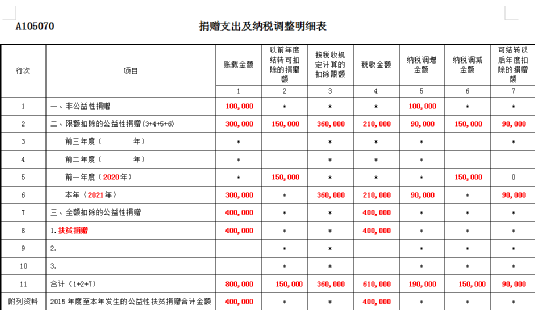 A105070 捐赠支出及纳税调整明细表
行次 项目 账载金额 以前年度结转可扣除的捐赠额 按税收规定计算的扣除限额 税收金额 纳税调增金额 纳税调减金额 可结转以后年度扣除的捐赠额
1 2 3 4 5 6 7
1 一、非公益性捐赠 100,000 * * * 100,000 * *
2 二、限额扣除的公益性捐赠(3+4+5+6) 300,000 150,000 360,000 210,000 90,000 150,000 90,000
3 前三年度（ 年） * * * * *
4 前二年度（ 年） * * * *
5 前一年度（2020年） * 150,000 * * * 150,000 0
6 本年（2021年） 300,000 * 360,000 210,000 90,000 * 90,000
7 三、全额扣除的公益性捐赠 400,000 * * 400,000 * * *
8 1.扶贫捐赠 400,000 * * 400,000 * * *
9 2. * * * * *
10 3. * * * * *
11 合计（1+2+7） 800,000 150,000 360,000 610,000 190,000 150,000 90,000
附列资料 2015年度至本年发生的公益性扶贫捐赠合计金额 400,000 * * 400,000 * * *